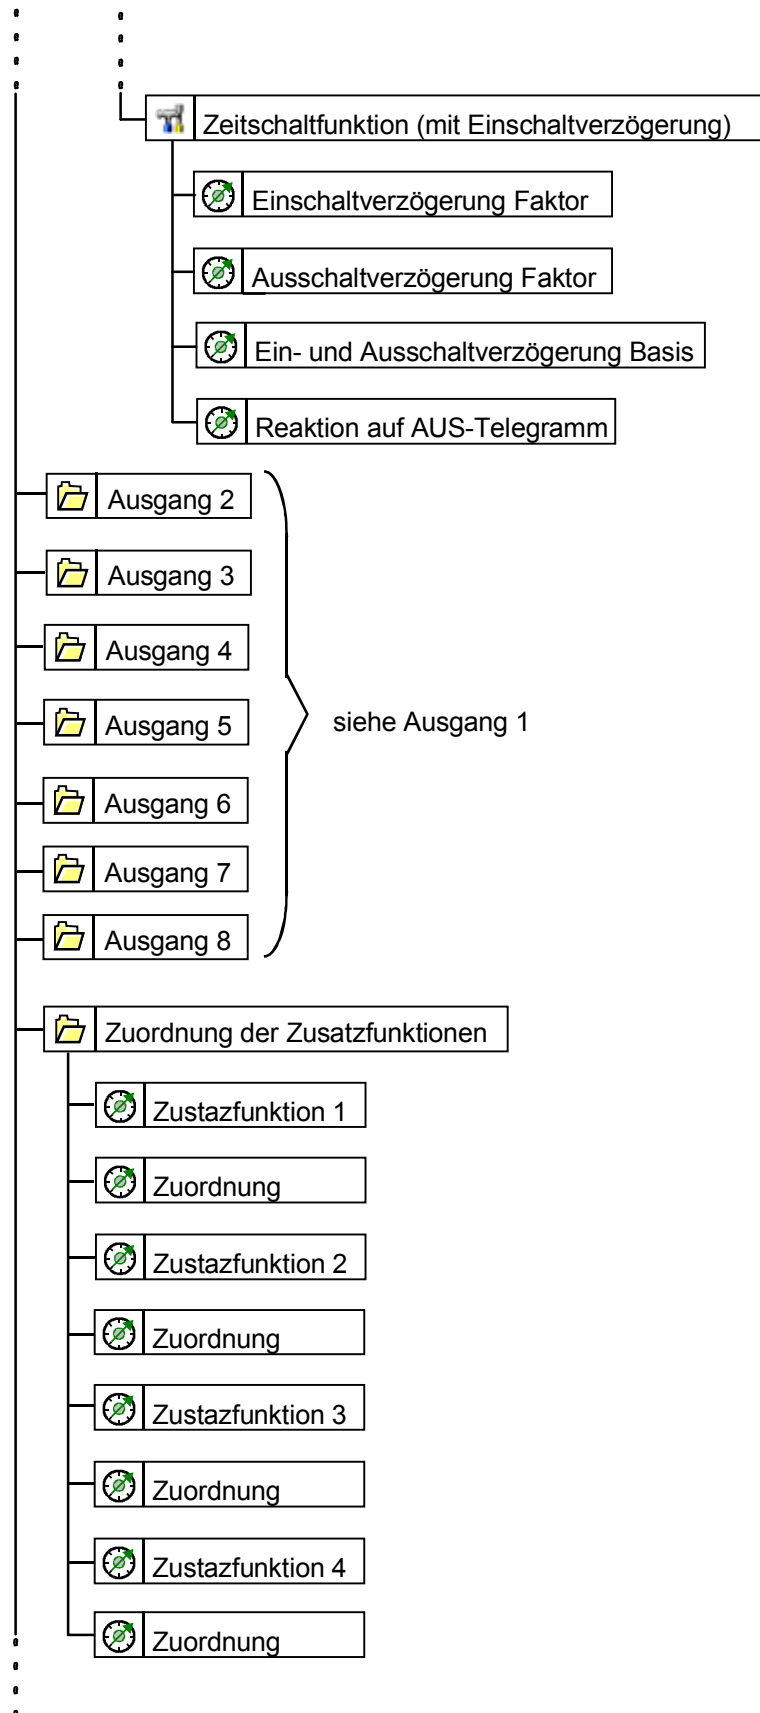 Zeitschaltfunktion (mit Einschaltverzögerung)
Einschaltverzögerung Faktor
Ausschaltverzögerung Faktor
Ein- und Ausschaltverzögerung Basis
Reaktion auf AUS-Telegramm
Ausgang 2
Ausgang 3
Ausgang 4
Ausgang 5
siehe Ausgang 1
Ausgang 6
Ausgang 7
Ausgang 8
Zuordnung der Zusatzfunktionen
Zustazfunktion 1
Zuordnung
Zustazfunktion 2
Zuordnung
Zustazfunktion 3
Zuordnung
Zustazfunktion 4
Zuordnung